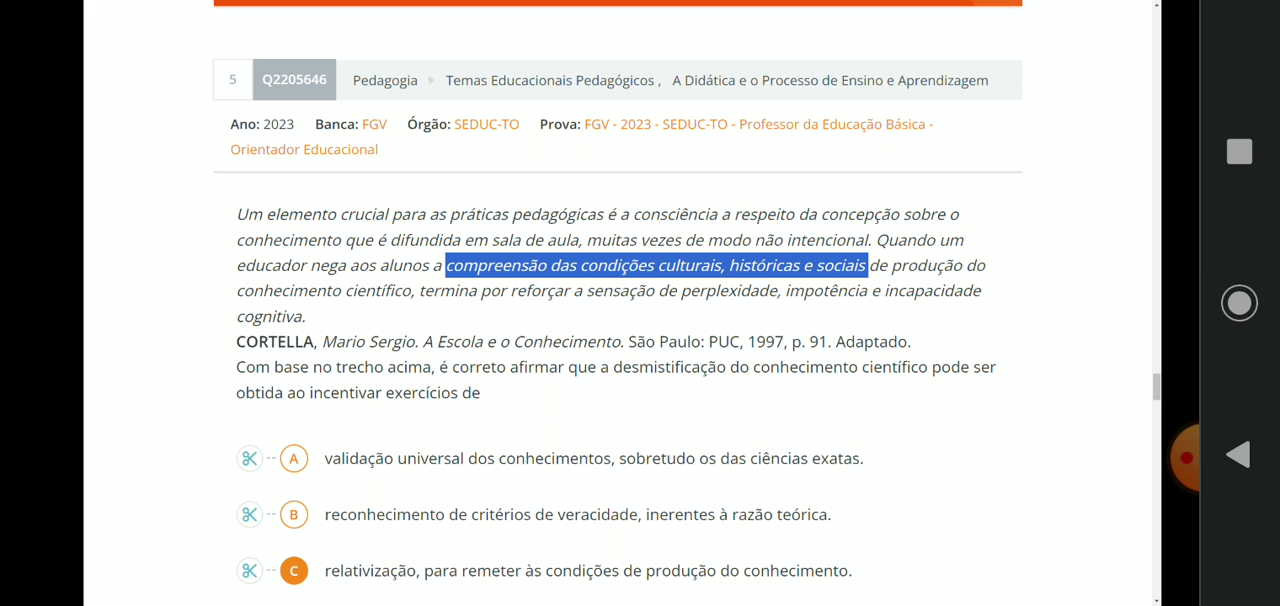 5 Q2205646 Pedagogia Temas Educacionais Pedagógicos , A Didática e o Processo de Ensino e Aprendizagem
Ano: 2023 Banca: FGV Órgão: SEDUC-TO Prova: FGV - 2023 - SEDUC-TO - Professor da Educação Básica -
Orientador Educacional
Um elemento crucial para as práticas pedagógicas é a consciência a respeito da concepção sobre o
conhecimento que é difundida em sala de aula, muitas vezes de modo não intencional. Quando um
educador nega aos alunos a compreensão das condições culturais, históricas e sociais de produção do
conhecimento científico, termina por reforçar a sensação de perplexidade, impotência e incapacidade
cognitiva.
CORTELLA, Mario Sergio. A Escola e o Conhecimento. São Paulo: PUC, 1997, p. 91. Adaptado.
Com base no trecho acima, é correto afirmar que a desmistificação do conhecimento científico pode ser
obtida ao incentivar exercícios de
A validação universal dos conhecimentos, sobretudo os das ciências exatas.
B reconhecimento de critérios de veracidade, inerentes à razão teórica.
C relativização, para remeter às condições de produção do conhecimento.